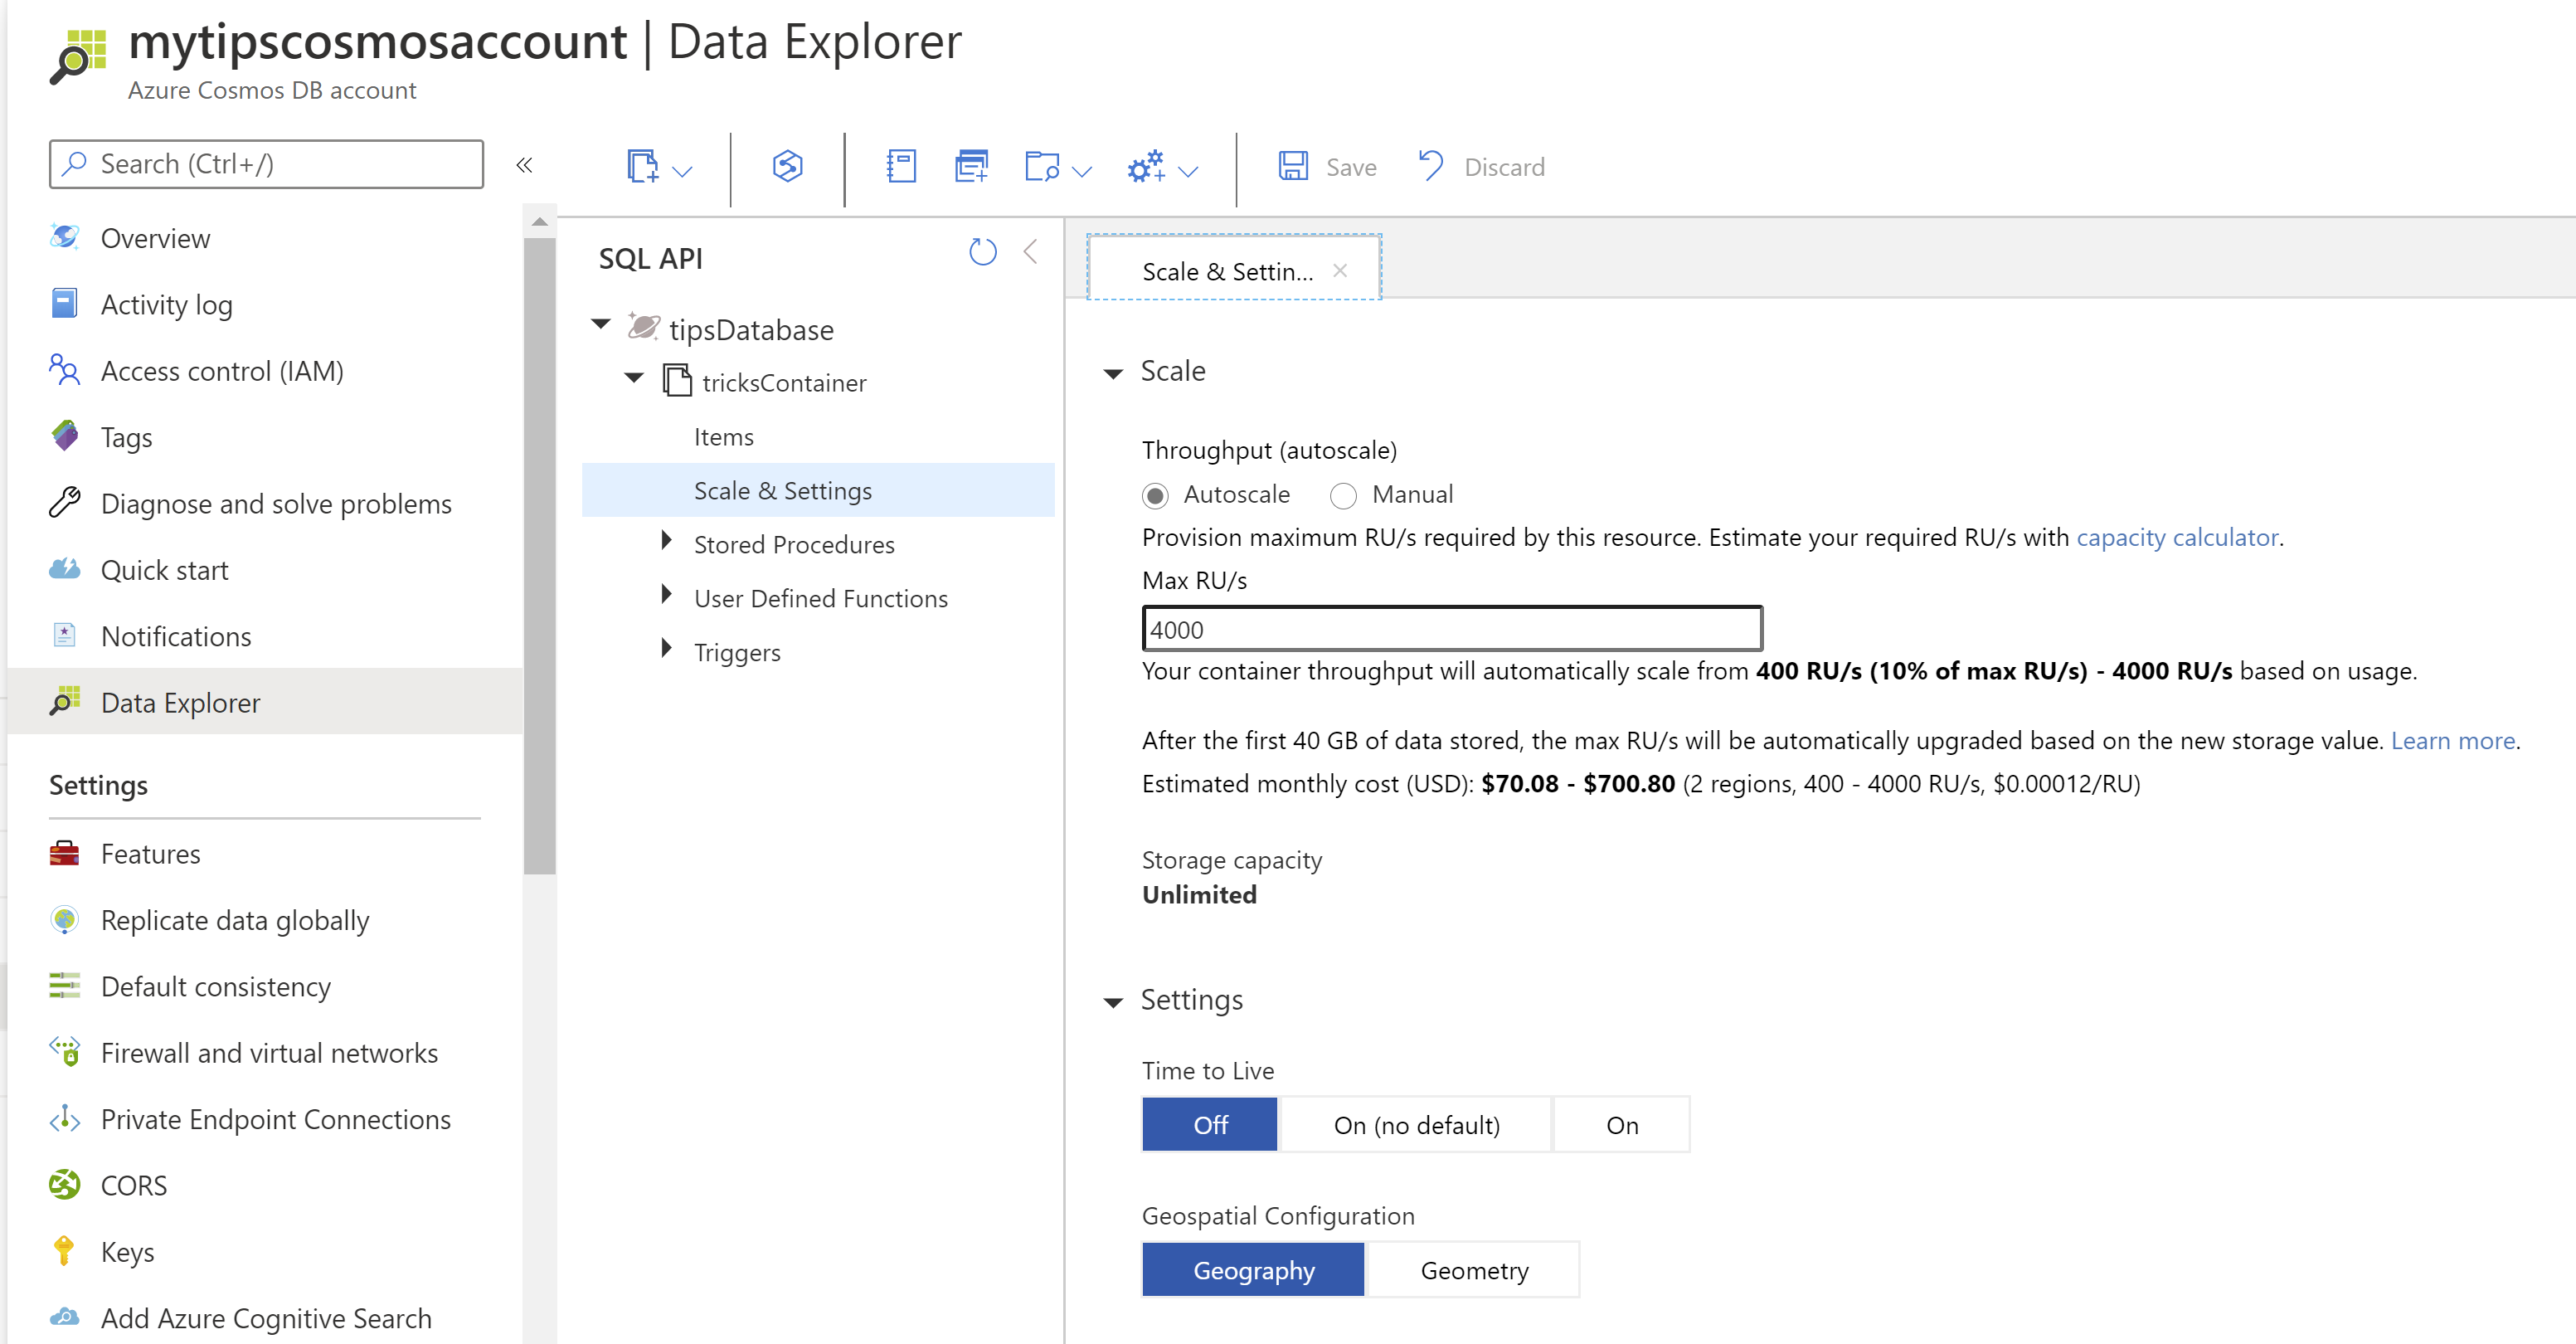 mytipscosmosaccount | Data Explorer
Azure Cosmos DB account
Search (Ctrl+/)
«
Save
Discard
Overview
Activity log
Access control (IAM)
Tags
Diagnose and solve problems
Quick start
Notifications
Data Explorer
Settings
Features
Replicate data globally
Default consistency
Firewall and virtual networks
Private Endpoint Connections
CORS
Keys
Add Azure Cognitive Search
SQL API
tipsDatabase
tricksContainer
Items
Scale & Settings
Stored Procedures
User Defined Functions
Triggers
Scale & Settin...
Scale
Throughput (autoscale)
Autoscale
Manual
Provision maximum RU/s required by this resource. Estimate your required RU/s with capacity calculator.
Max RU/s
4000
Your container throughput will automatically scale from 400 RU/s (10% of max RU/s) - 4000 RU/s based on usage.
After the first 40 GB of data stored, the max RU/s will be automatically upgraded based on the new storage value. Learn more.
Estimated monthly cost (USD): $70.08 - $700.80 (2 regions, 400 - 4000 RU/s, $0.00012/RU)
Storage capacity
Unlimited
Settings
Time to Live
Off
On (no default)
On
Geospatial Configuration
Geography
Geometry